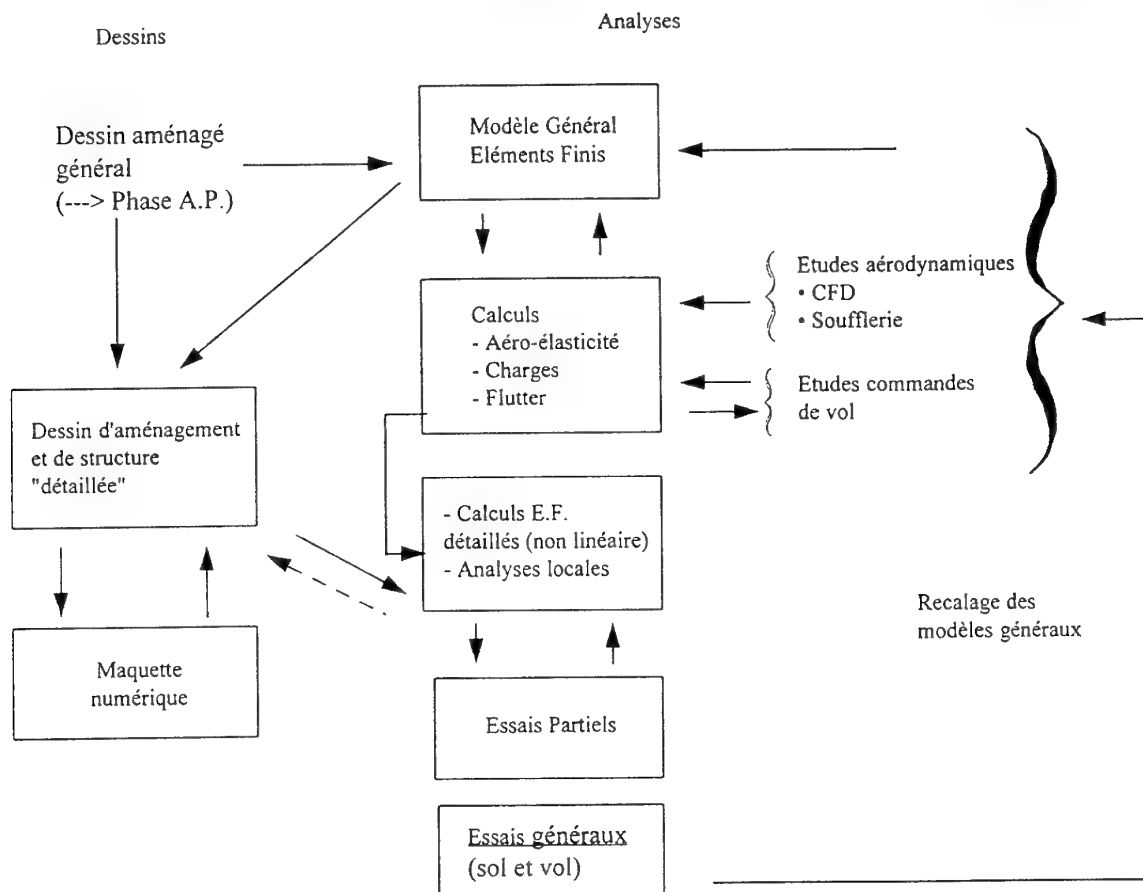 Dessins
Analyses
Dessin aménagé
général
(---> Phase A.P.)
Modèle Général
Eléments Finis
Calculs
- Aéro-élasticité
- Charges
- Flutter
Etudes aérodynamiques
• CFD
• Soufflerie
Etudes commandes
de vol
Dessin d'aménagement
et de structure
"détaillée"
- Calculs E.F.
détaillés (non linéaire)
- Analyses locales
Recalage des
modèles généraux
Maquette
numérique
Essais Partiels
Essais généraux
(sol et vol)